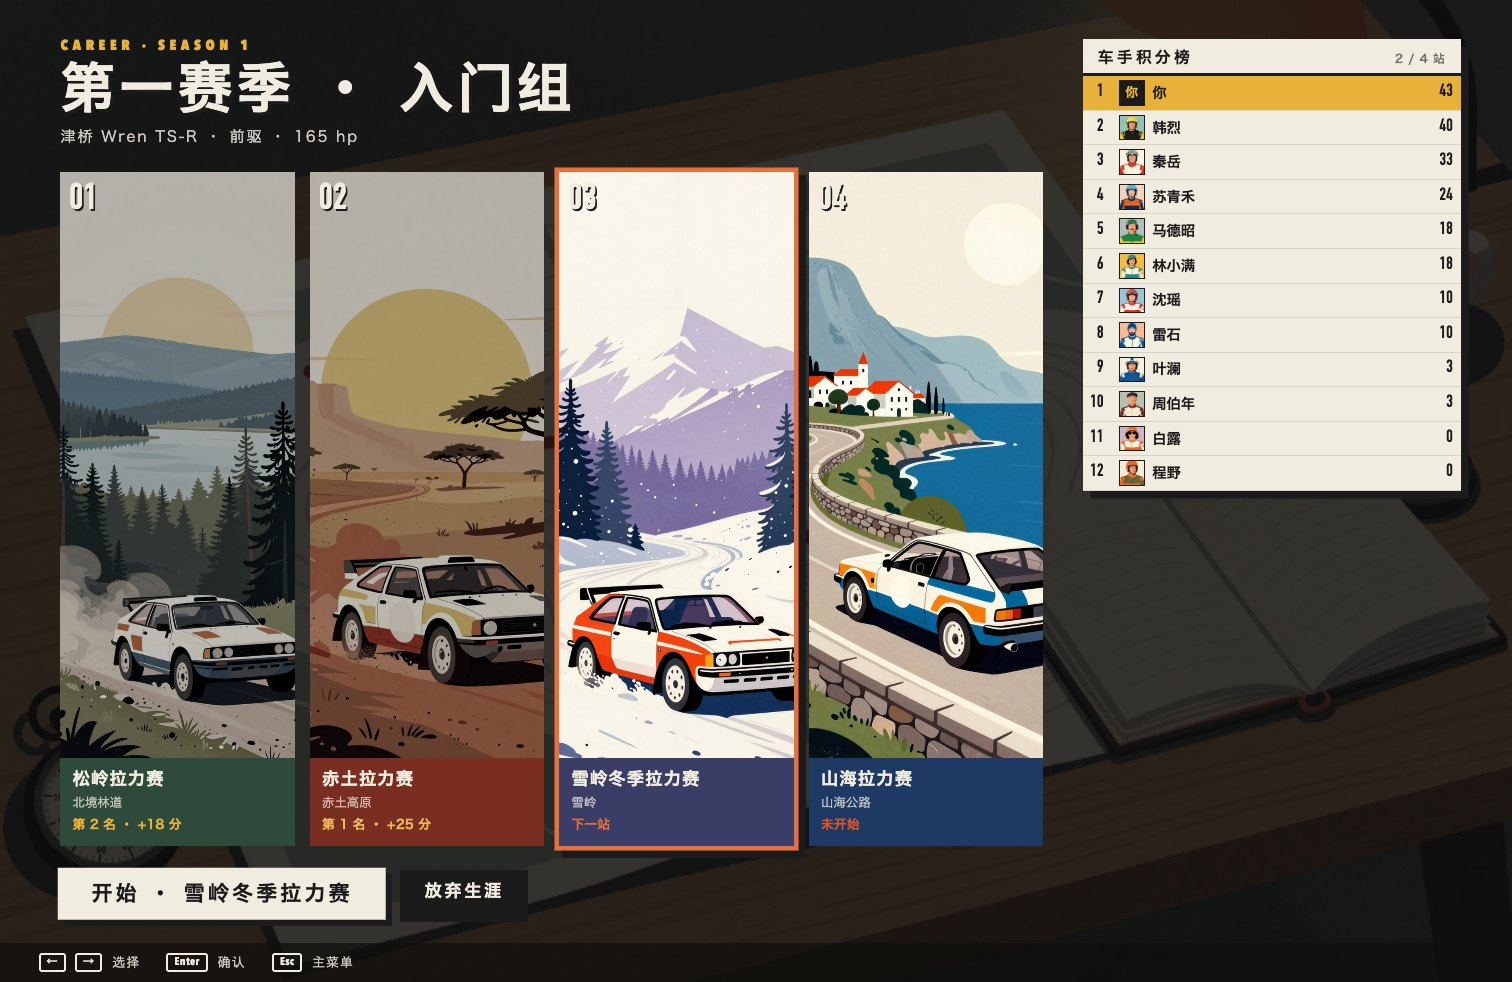 CAREER · SEASON 1
第一赛季 · 入门组
津桥 Wren TS-R · 前驱 · 165 hp
01
松岭拉力赛
北境林道
第 2 名 · +18 分
02
赤土拉力赛
赤土高原
第 1 名 · +25 分
03
雪岭冬季拉力赛
雪岭
下一站
04
山海拉力赛
山海公路
未开始
车手积分榜 2 / 4 站
1 你 你 43
2 韩烈 40
3 秦岳 33
4 苏青禾 24
5 马德昭 18
6 林小满 18
7 沈瑶 10
8 雷石 10
9 叶澜 3
10 周伯年 3
11 白露 0
12 程野 0
开始 · 雪岭冬季拉力赛
放弃生涯
← → 选择 Enter 确认 Esc 主菜单